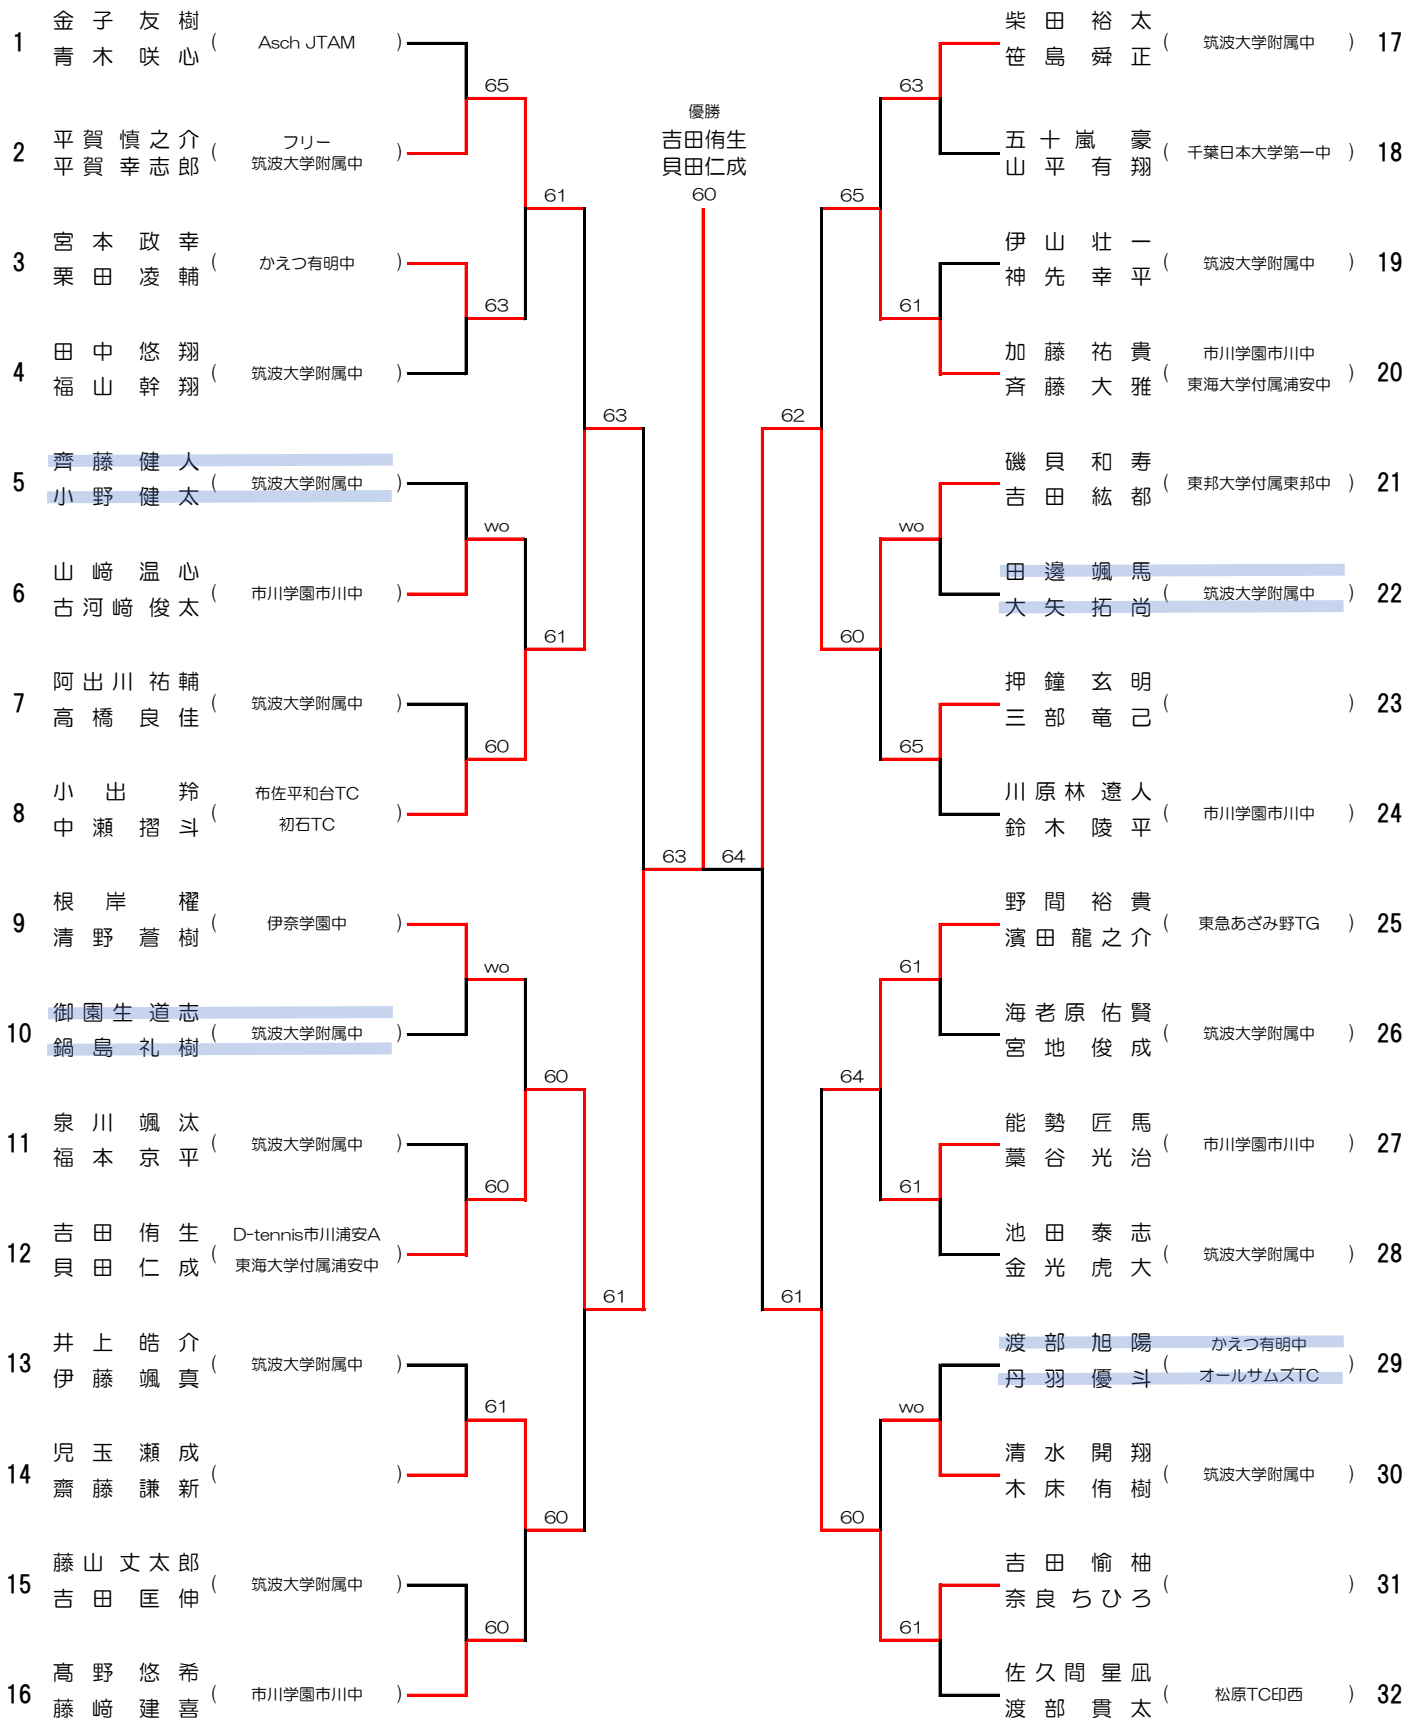 優勝
吉田侑生
貝田仁成
60
1 金子友樹 ( Asch JTAM )
青木咲心
65
2 平賀慎之介 ( フリー )
平賀幸志郎 筑波大学附属中
61
3 宮本政幸 ( かえつ有明中 )
栗田凌輔
63
4 田中悠翔 ( 筑波大学附属中 )
福山幹翔
63
5 齊藤健人 ( 筑波大学附属中 )
小野健太
wo
6 山﨑温心 ( 市川学園市川中 )
古河﨑俊太
61
7 阿出川祐輔 ( 筑波大学附属中 )
高橋良佳
60
8 小出羚 ( 布佐平和台TC )
中瀬摺斗 初石TC
63
9 根岸櫂 ( 伊奈学園中 )
清野蒼樹
wo
10 御園生道志 ( 筑波大学附属中 )
鍋島礼樹
60
11 泉川颯汰 ( 筑波大学附属中 )
福本京平
60
12 吉田侑生 ( D-tennis市川浦安A )
貝田仁成 東海大学付属浦安中
61
13 井上皓介 ( 筑波大学附属中 )
伊藤颯真
61
14 児玉瀬成 ( )
齋藤謙新
60
15 藤山丈太郎 ( 筑波大学附属中 )
吉田匡伸
60
16 髙野悠希 ( 市川学園市川中 )
藤﨑建喜
柴田裕太 ( 筑波大学附属中 ) 17
笹島舜正
63
五十嵐豪 ( 千葉日本大学第一中 ) 18
山平有翔
65
伊山壮一 ( 筑波大学附属中 ) 19
神先幸平
61
加藤祐貴 ( 市川学園市川中 ) 20
斉藤大雅 東海大学付属浦安中
62
磯貝和寿 ( 東邦大学付属東邦中 ) 21
吉田紘都
wo
田邊颯馬 ( 筑波大学附属中 ) 22
大矢拓尚
60
押鐘玄明 ( ) 23
三部竜己
65
川原林遼人 ( 市川学園市川中 ) 24
鈴木陵平
64
野間裕貴 ( 東急あざみ野TG ) 25
濱田龍之介
61
海老原佑賢 ( 筑波大学附属中 ) 26
宮地俊成
64
能勢匠馬 ( 市川学園市川中 ) 27
藁谷光治
61
池田泰志 ( 筑波大学附属中 ) 28
金光虎大
61
渡部旭陽 ( かえつ有明中 ) 29
丹羽優斗 オールサムズTC
wo
清水開翔 ( 筑波大学附属中 ) 30
木床侑樹
60
吉田愉柚 ( ) 31
奈良ちひろ
61
佐久間星凪 ( 松原TC印西 ) 32
渡部貫太